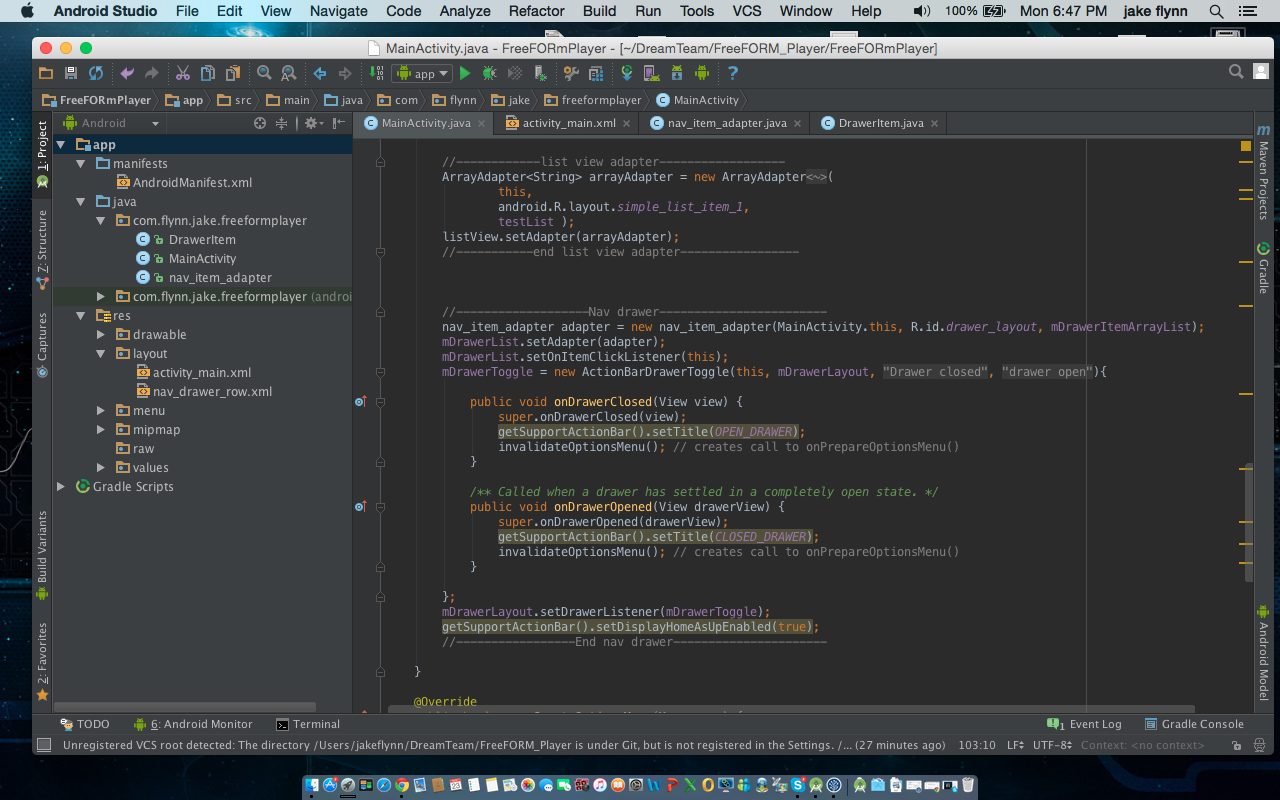 Android Studio File Edit View Navigate Code Analyze Refactor Build Run Tools VCS Window Help 100% Mon 6:47 PM jake flynn
MainActivity.java - FreeFORmPlayer - [~/DreamTeam/FreeFORM_Player/FreeFORmPlayer]
app
FreeFORmPlayer app src main java com flynn jake freeformplayer MainActivity
Android
MainActivity.java activity_main.xml nav_item_adapter.java DrawerItem.java
1: Project
7: Structure
Captures
Build Variants
2: Favorites
app
manifests
AndroidManifest.xml
java
com.flynn.jake.freeformplayer
DrawerItem
MainActivity
nav_item_adapter
com.flynn.jake.freeformplayer (androi
res
drawable
layout
activity_main.xml
nav_drawer_row.xml
menu
mipmap
raw
values
Gradle Scripts
//------------list view adapter------------------
ArrayAdapter<String> arrayAdapter = new ArrayAdapter<~>(
this,
android.R.layout.simple_list_item_1,
testList );
listView.setAdapter(arrayAdapter);
//-----------end list view adapter-----------------
//-------------------Nav drawer------------------------
nav_item_adapter adapter = new nav_item_adapter(MainActivity.this, R.id.drawer_layout, mDrawerItemArrayList);
mDrawerList.setAdapter(adapter);
mDrawerList.setOnItemClickListener(this);
mDrawerToggle = new ActionBarDrawerToggle(this, mDrawerLayout, "Drawer closed", "drawer open"){
public void onDrawerClosed(View view) {
super.onDrawerClosed(view);
getSupportActionBar().setTitle(OPEN_DRAWER);
invalidateOptionsMenu(); // creates call to onPrepareOptionsMenu()
}
/** Called when a drawer has settled in a completely open state. */
public void onDrawerOpened(View drawerView) {
super.onDrawerOpened(drawerView);
getSupportActionBar().setTitle(CLOSED_DRAWER);
invalidateOptionsMenu(); // creates call to onPrepareOptionsMenu()
}
};
mDrawerLayout.setDrawerListener(mDrawerToggle);
getSupportActionBar().setDisplayHomeAsUpEnabled(true);
//-----------------End nav drawer----------------------
}
@Override
m Maven Projects
Gradle
Android Model
TODO 6: Android Monitor Terminal 1 Event Log Gradle Console
Unregistered VCS root detected: The directory /Users/jakeflynn/DreamTeam/FreeFORM_Player is under Git, but is not registered in the Settings. /... (27 minutes ago) 103:10 LF UTF-8 Context: <no context>